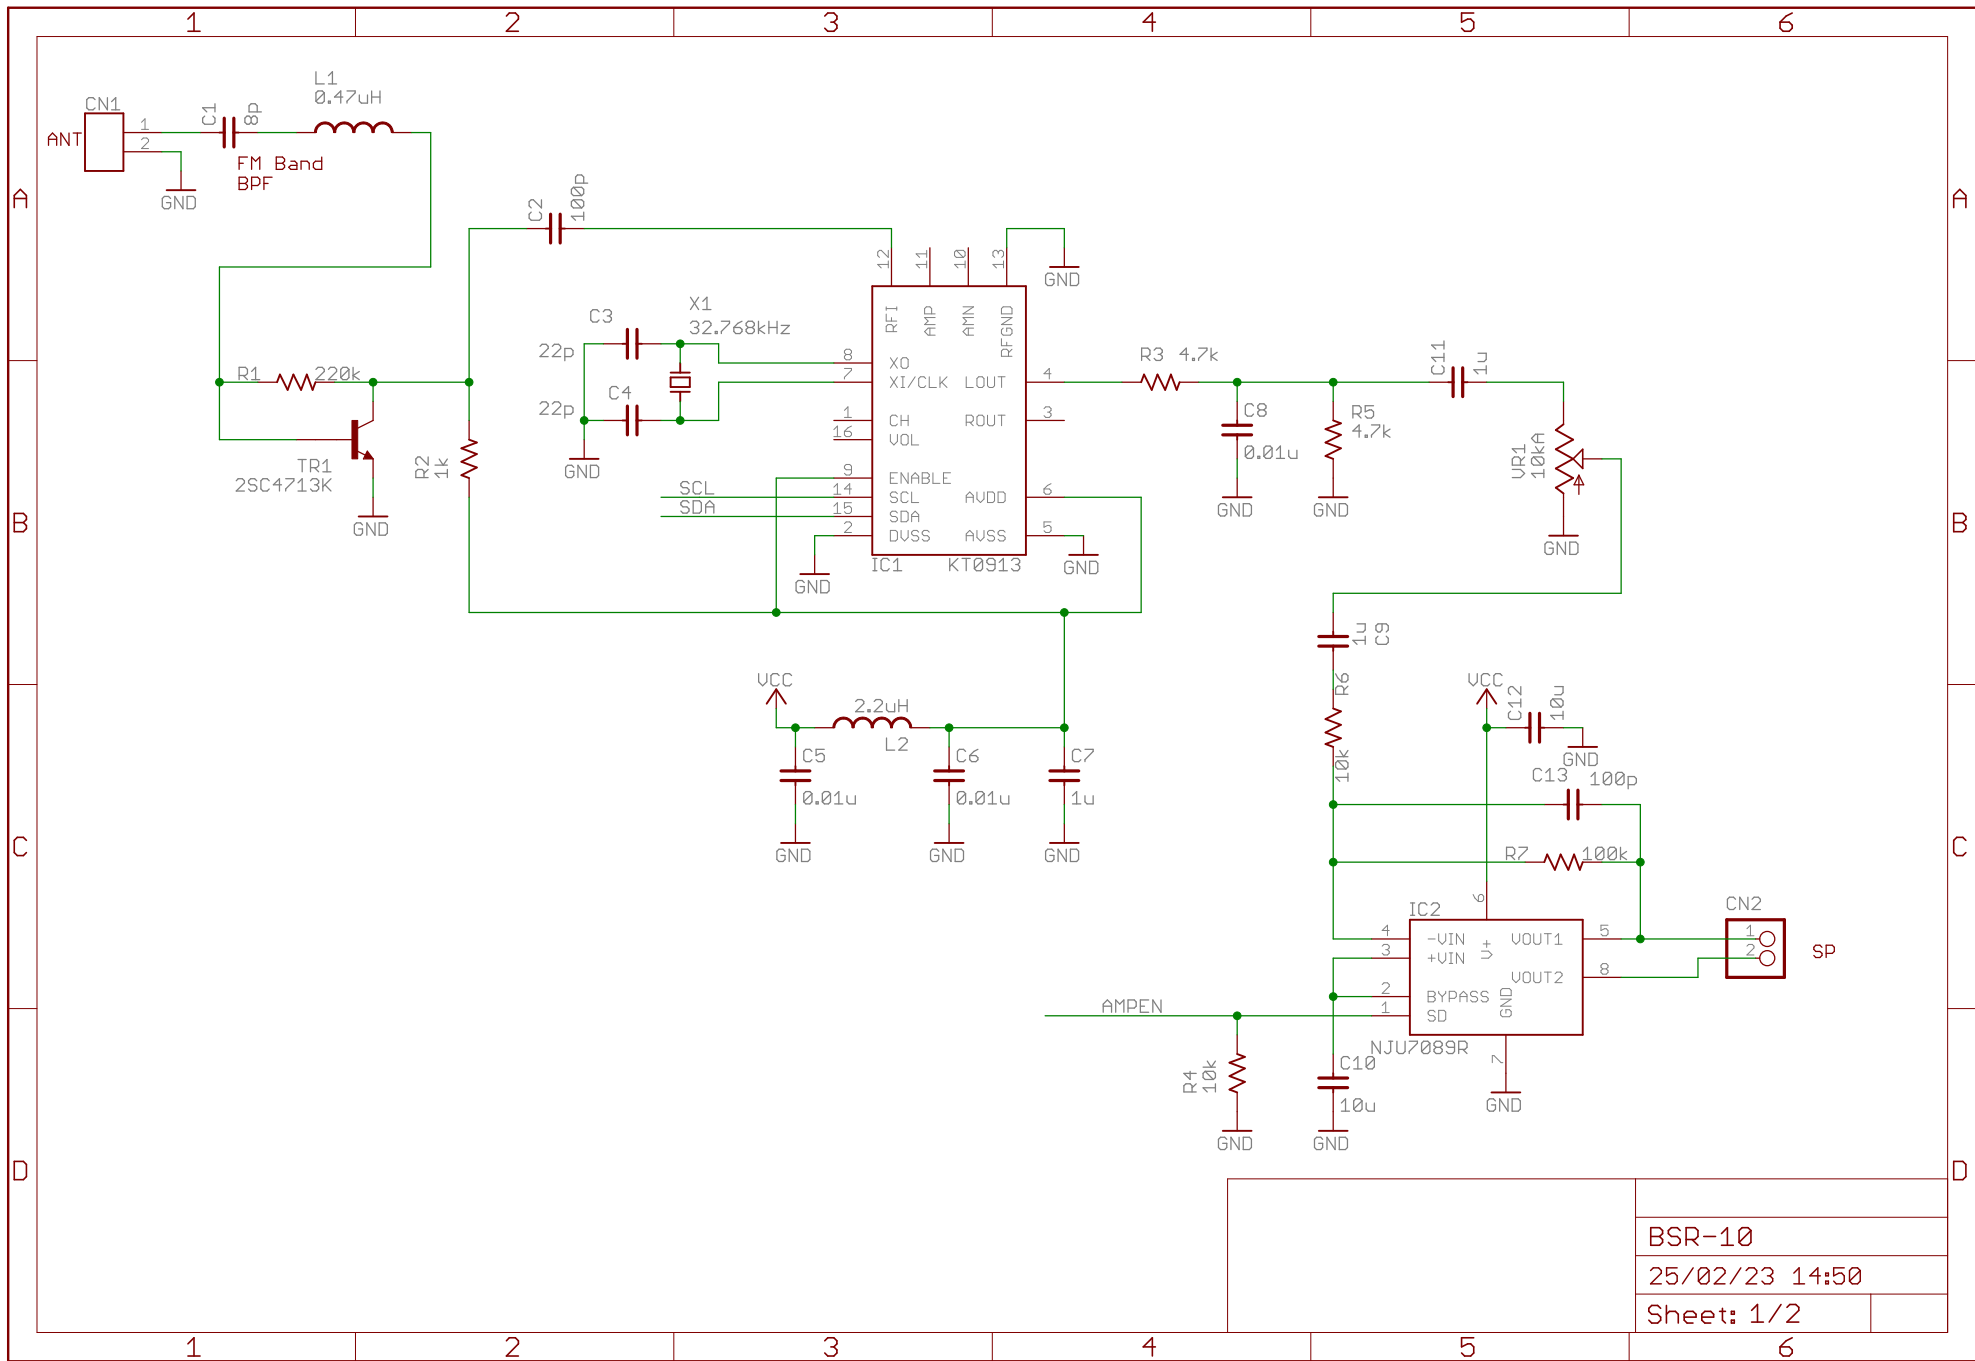 1 2 3 4 5 6
A A
B B
C C
D D
CN1
ANT
1
2
GND
C1
8p
FM Band
BPF
L1
0.47uH
C2
100p
R1 220k
TR1
2SC4713K
GND
R2
1k
C3
22p
C4
22p
GND
X1
32.768kHz
12 11 10 13
GND
RFI AMP AMN RFGND
8 XO
7 XI/CLK LOUT 4
1 CH ROUT 3
16 VOL
9 ENABLE
SCL 14 SCL AVDD 6
SDA 15 SDA
2 DVSS AVSS 5
IC1 KT0913
GND
GND
VCC
2.2uH
L2
C5
0.01u
GND
C6
0.01u
GND
C7
1u
GND
R3 4.7k
C8
0.01u
GND
R5
4.7k
GND
C11
1u
VR1
10kA
GND
1u
C9
R6
10k
VCC
C12
10u
GND
C13 100p
R7 100k
6
IC2
4 -VIN V+ VOUT1 5
3 +VIN
VOUT2 8
2 BYPASS GND
1 SD
NJU7089R
7
GND
CN2
1
2
SP
AMPEN
R4
10k
GND
C10
10u
GND
BSR-10
25/02/23 14:50
Sheet: 1/2
1 2 3 4 5 6